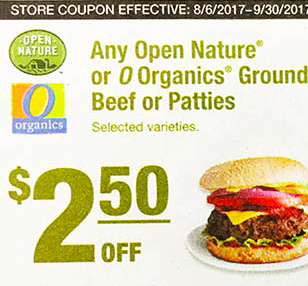 STORE COUPON EFFECTIVE: 8/6/2017–9/30/2017
OPEN
NATURE
Any Open Nature®
or O Organics® Ground
Beef or Patties
O
organics
Selected varieties.
$2.50
OFF